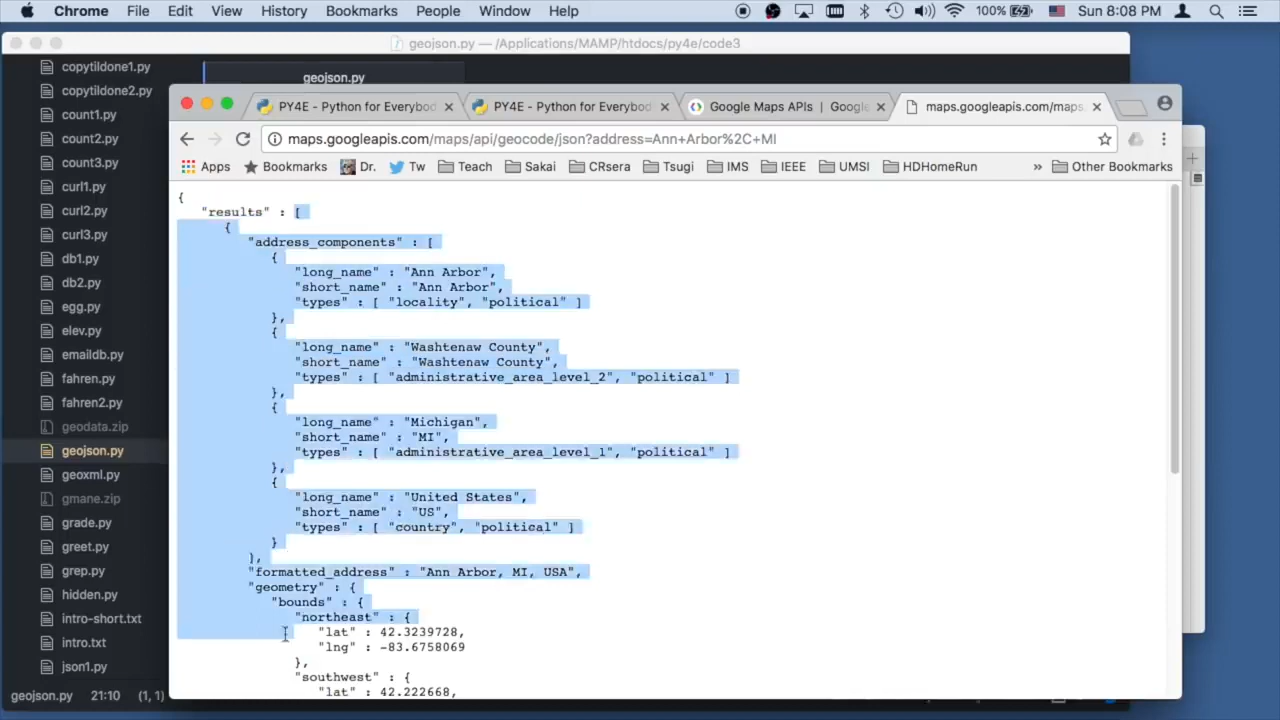 Chrome File Edit View History Bookmarks People Window Help 100% Sun 8:08 PM
geojson.py — /Applications/MAMP/htdocs/py4e/code3
geojson.py
copytildone1.py
copytildone2.py
count1.py
count2.py
count3.py
curl1.py
curl2.py
curl3.py
db1.py
db2.py
egg.py
elev.py
emaildb.py
fahren.py
fahren2.py
geodata.zip
geojson.py
geoxml.py
gmane.zip
grade.py
greet.py
grep.py
hidden.py
intro-short.txt
intro.txt
json1.py
geojson.py 21:10 (1, 1)
PY4E - Python for Everybod PY4E - Python for Everybod Google Maps APIs | Google maps.googleapis.com/maps
maps.googleapis.com/maps/api/geocode/json?address=Ann+Arbor%2C+MI
Apps Bookmarks Dr. Tw Teach Sakai CRsera Tsugi IMS IEEE UMSI HDHomeRun » Other Bookmarks
{
"results" : [
{
"address_components" : [
{
"long_name" : "Ann Arbor",
"short_name" : "Ann Arbor",
"types" : [ "locality", "political" ]
},
{
"long_name" : "Washtenaw County",
"short_name" : "Washtenaw County",
"types" : [ "administrative_area_level_2", "political" ]
},
{
"long_name" : "Michigan",
"short_name" : "MI",
"types" : [ "administrative_area_level_1", "political" ]
},
{
"long_name" : "United States",
"short_name" : "US",
"types" : [ "country", "political" ]
}
],
"formatted_address" : "Ann Arbor, MI, USA",
"geometry" : {
"bounds" : {
"northeast" : {
"lat" : 42.3239728,
"lng" : -83.6758069
},
"southwest" : {
"lat" : 42.222668,